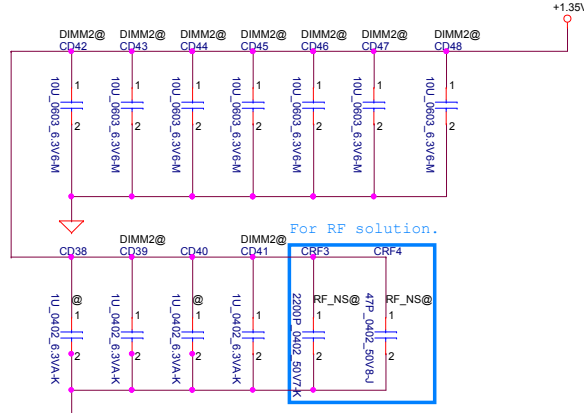 +1.35V
DIMM2@ DIMM2@ DIMM2@ DIMM2@ DIMM2@ DIMM2@ DIMM2@
CD42 CD43 CD44 CD45 CD46 CD47 CD48
1 1 1 1 1 1 1
10U_0603_6.3V6-M 10U_0603_6.3V6-M 10U_0603_6.3V6-M 10U_0603_6.3V6-M 10U_0603_6.3V6-M 10U_0603_6.3V6-M 10U_0603_6.3V6-M
2 2 2 2 2 2 2
For RF solution.
DIMM2@ DIMM2@
CD38 CD39 CD40 CD41 CRF3 CRF4
@ @ RF_NS@ RF_NS@
1 1 1 1 1 1
1U_0402_6.3VA-K 1U_0402_6.3VA-K 1U_0402_6.3VA-K 1U_0402_6.3VA-K 2200P_0402_50V7-K 47P_0402_50V8-J
2 2 2 2 2 2